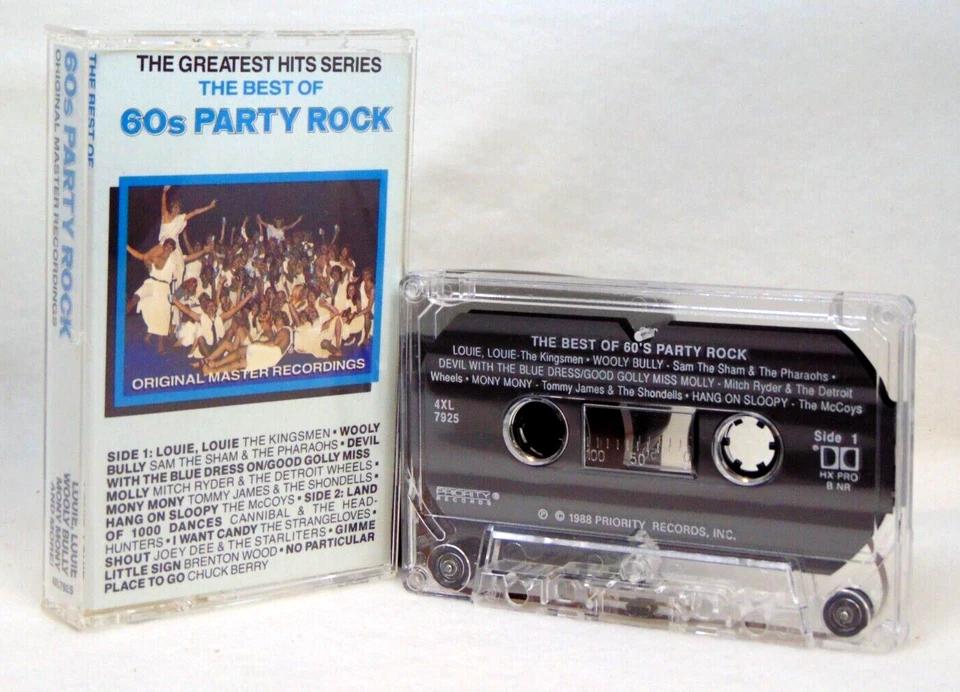 THE GREATEST HITS SERIES
THE BEST OF
60s PARTY ROCK
ORIGINAL MASTER RECORDINGS
SIDE 1: LOUIE, LOUIE THE KINGSMEN • WOOLY
BULLY SAM THE SHAM & THE PHARAOHS • DEVIL
WITH THE BLUE DRESS ON/GOOD GOLLY MISS
MOLLY MITCH RYDER & THE DETROIT WHEELS •
MONY MONY TOMMY JAMES & THE SHONDELLS •
HANG ON SLOOPY THE McCOYS • SIDE 2: LAND
OF 1000 DANCES CANNIBAL & THE HEAD-
HUNTERS • I WANT CANDY THE STRANGELOVES •
SHOUT JOEY DEE & THE STARLITERS • GIMME
LITTLE SIGN BRENTON WOOD • NO PARTICULAR
PLACE TO GO CHUCK BERRY
THE BEST OF
60s PARTY ROCK
ORIGINAL MASTER RECORDINGS
LOUIE, LOUIE
WOOLY BULLY
MONY MONY
AND MORE!
THE BEST OF 60'S PARTY ROCK
LOUIE, LOUIE-The Kingsmen • WOOLY BULLY - Sam The Sham & The Pharaohs •
DEVIL WITH THE BLUE DRESS/GOOD GOLLY MISS MOLLY - Mitch Ryder & The Detroit
Wheels • MONY MONY - Tommy James & The Shondells • HANG ON SLOOPY - The McCoys
4XL
7925
Side 1
HX PRO
B NR
100 50 0
PRIORITY
RECORDS
℗ © 1988 PRIORITY RECORDS, INC.